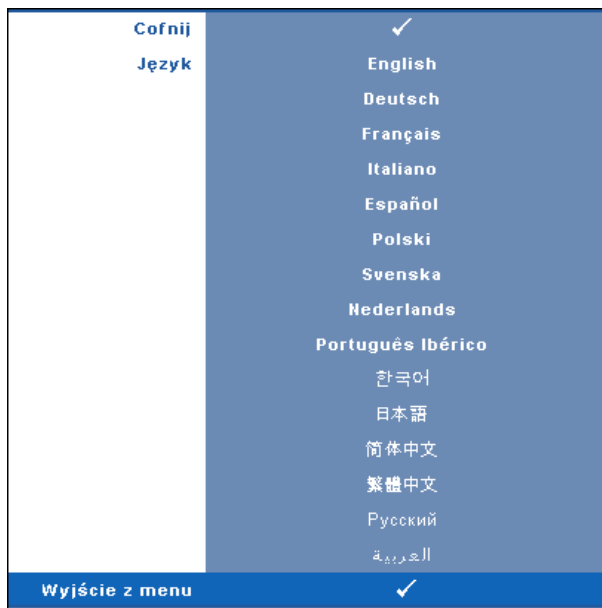 Cofnij ✓
Język English
Deutsch
Français
Italiano
Español
Polski
Svenska
Nederlands
Português Ibérico
한국어
日本語
简体中文
繁體中文
Русский
العربية
Wyjście z menu ✓